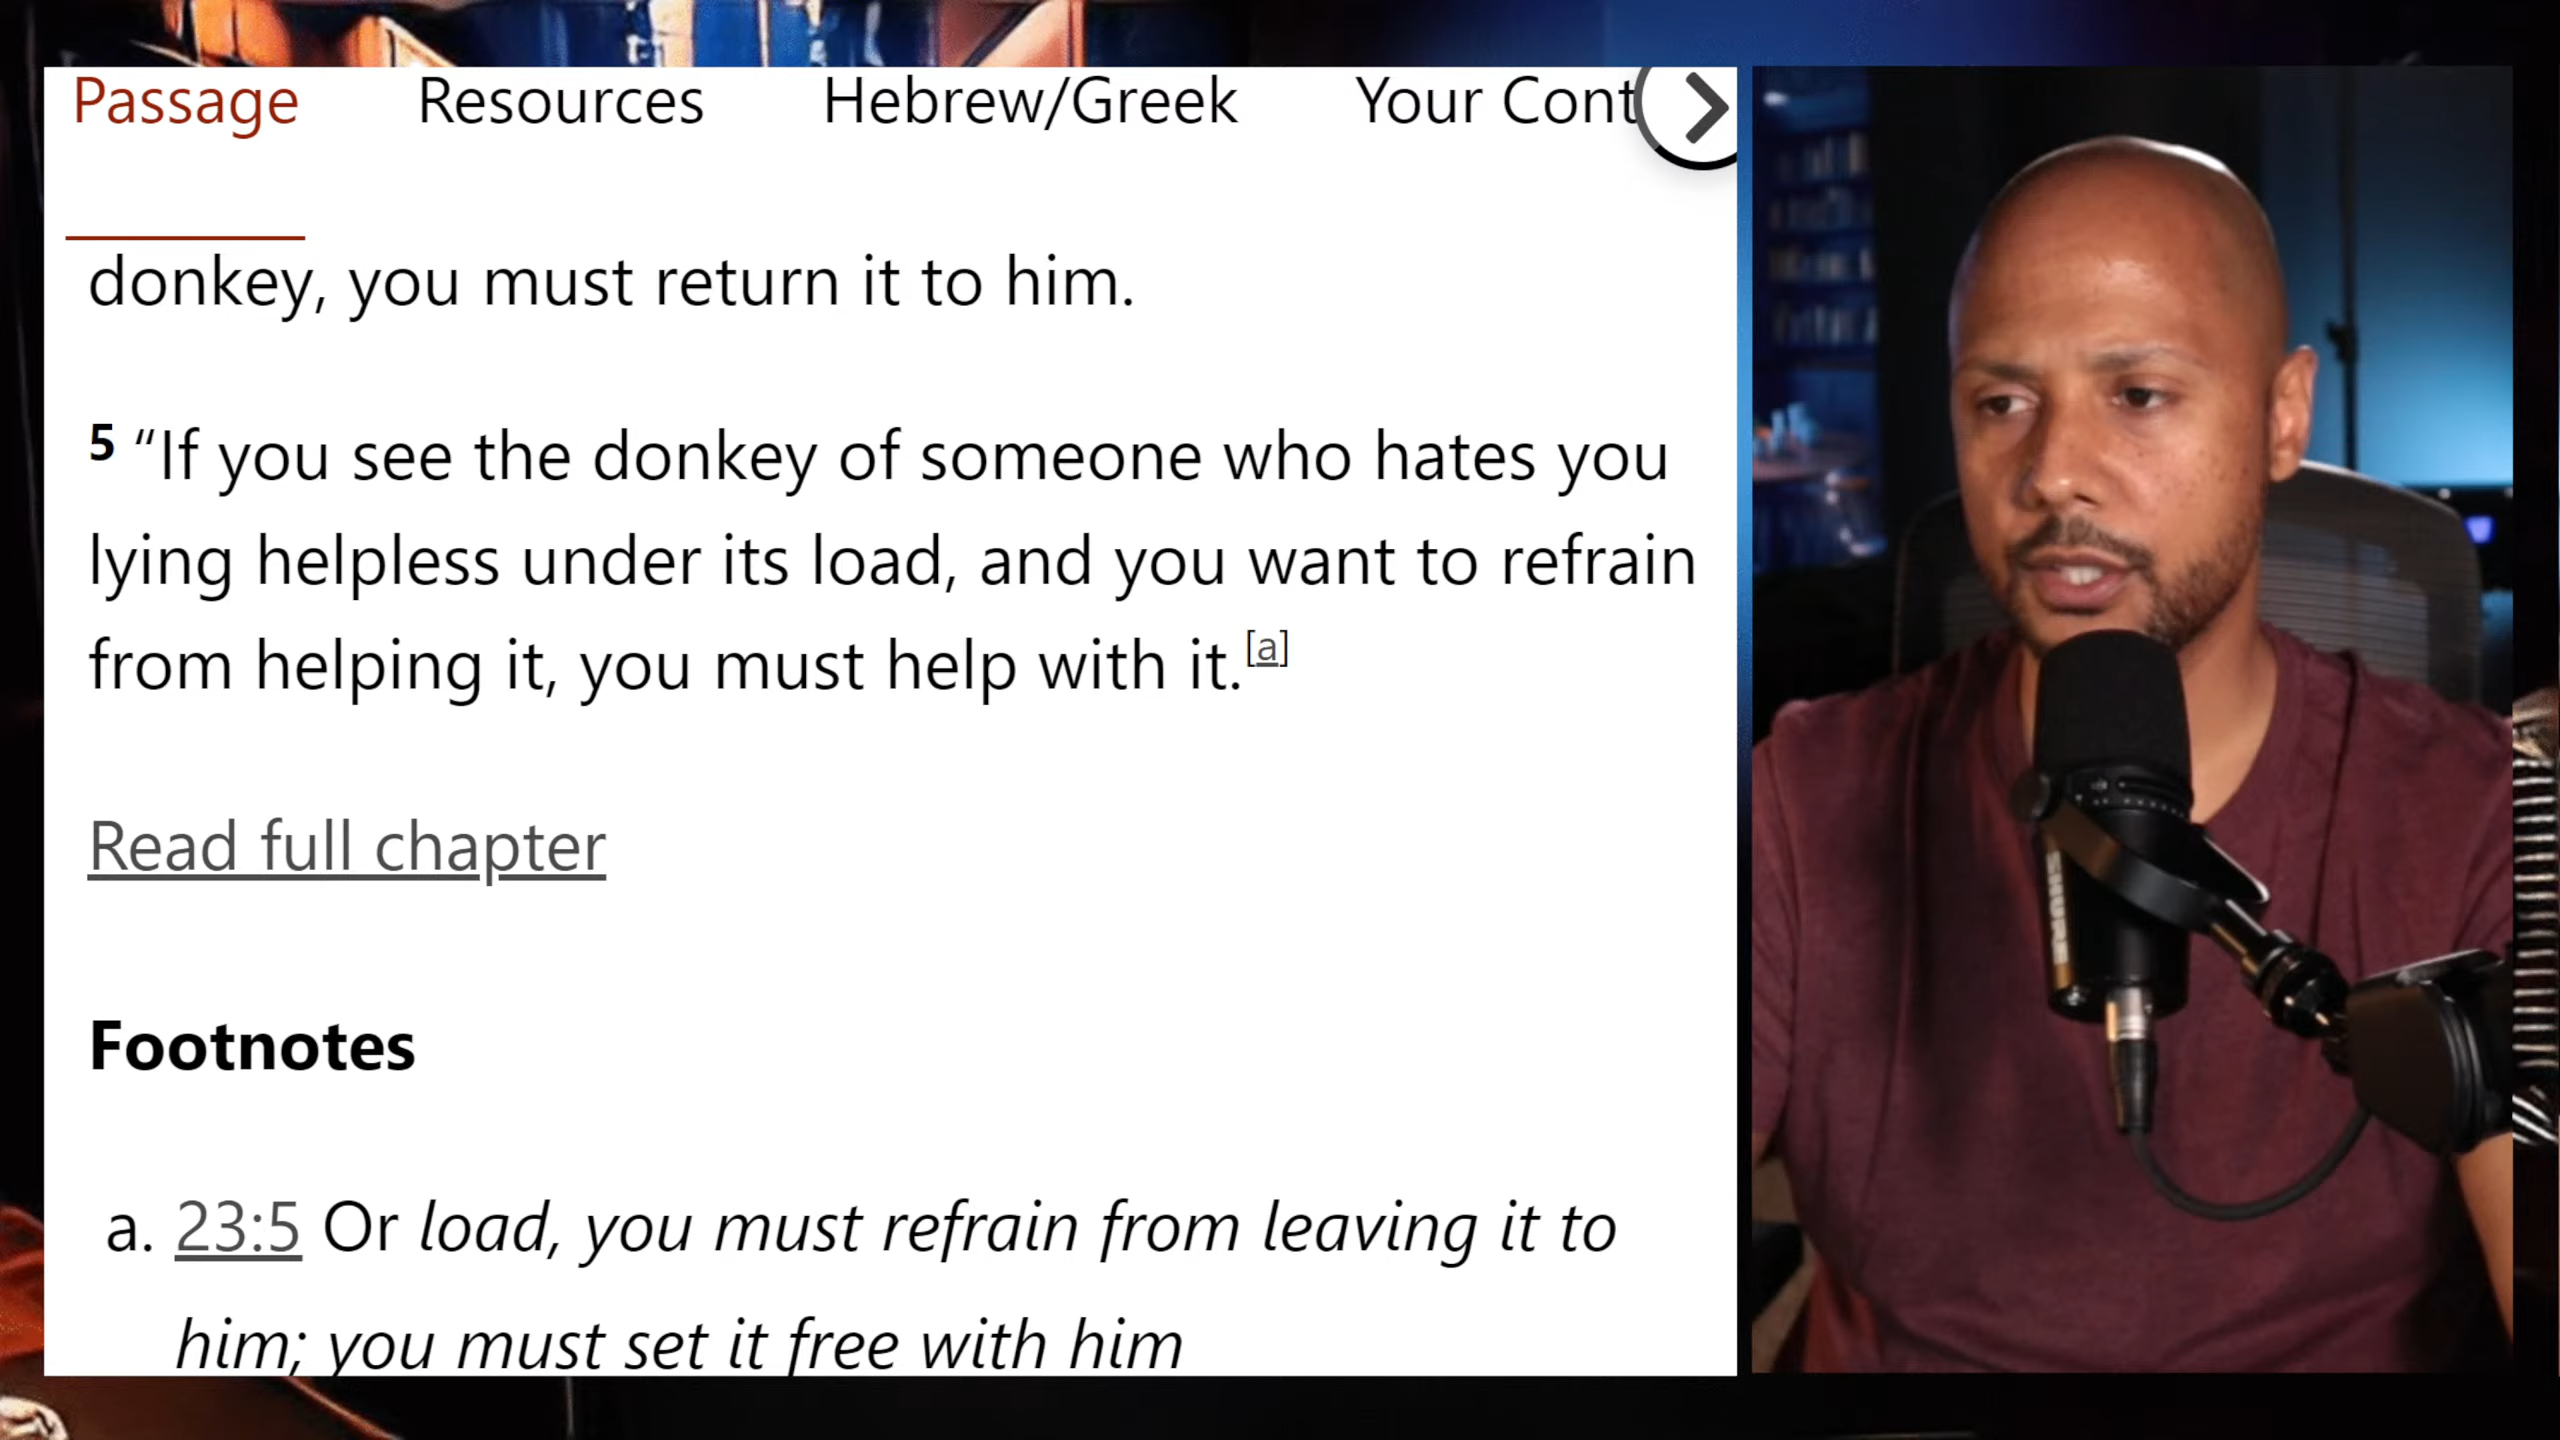 Passage Resources Hebrew/Greek Your Cont
donkey, you must return it to him.
5 “If you see the donkey of someone who hates you
lying helpless under its load, and you want to refrain
from helping it, you must help with it.[a]
Read full chapter
Footnotes
a. 23:5 Or load, you must refrain from leaving it to
him; you must set it free with him
SHURE